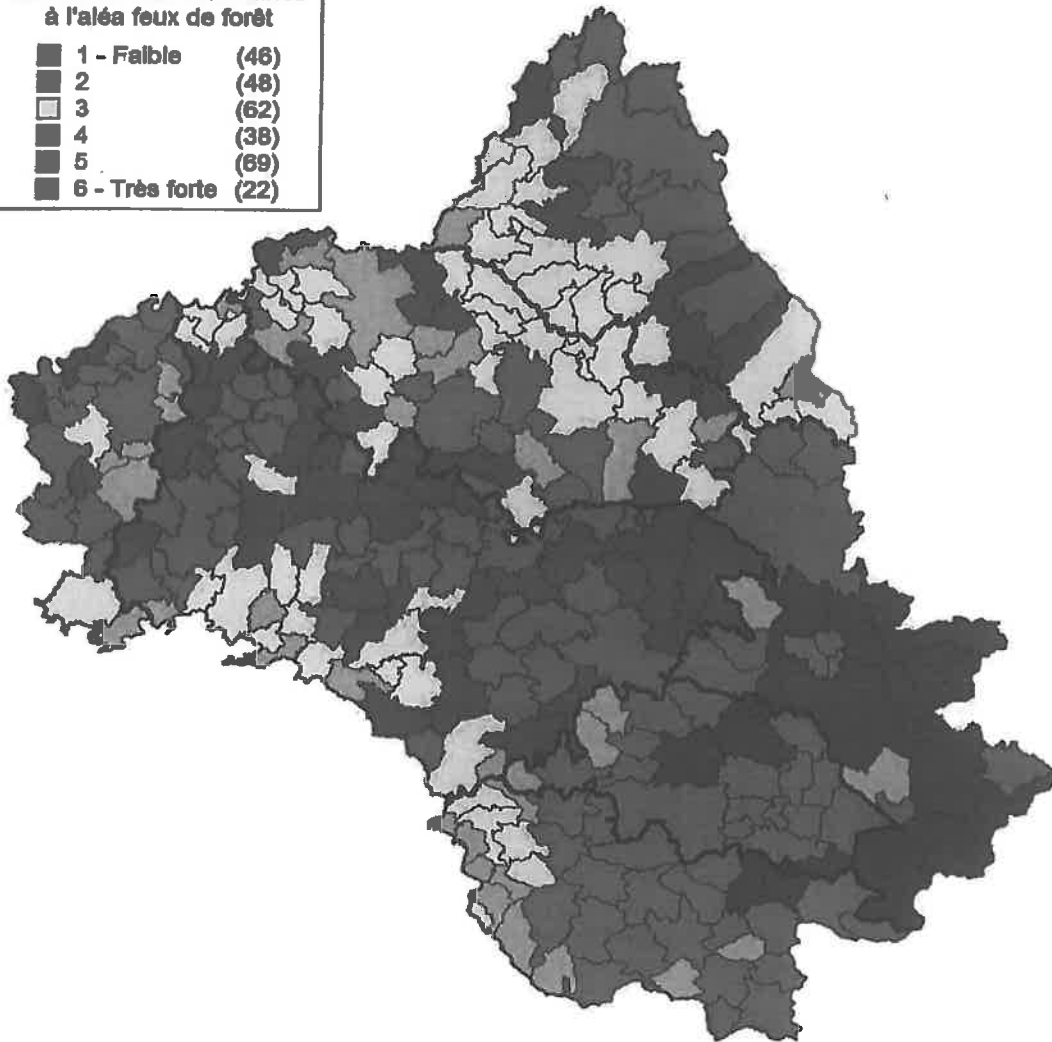 à l'aléa feux de forêt
1 - Faible (46)
2 (48)
3 (62)
4 (38)
5 (69)
6 - Très forte (22)